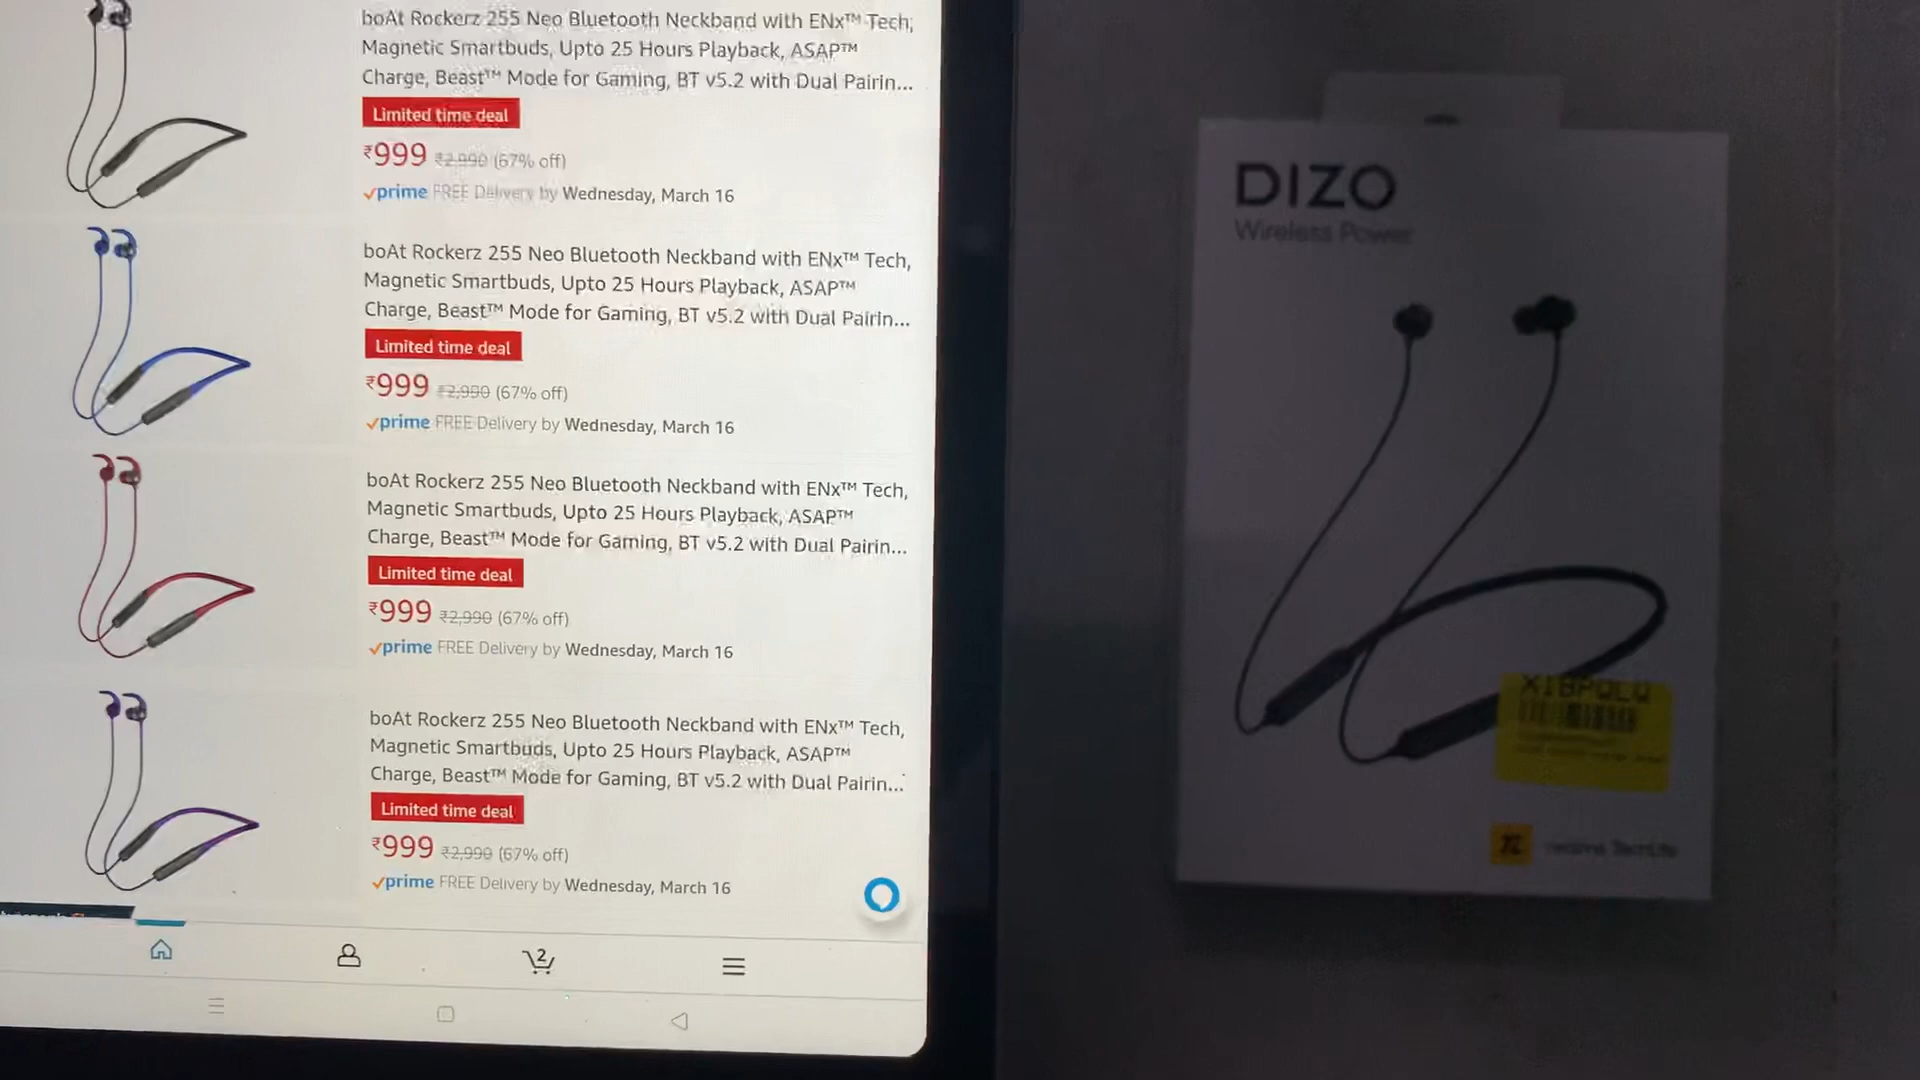 boAt Rockerz 255 Neo Bluetooth Neckband with ENx™ Tech,
Magnetic Smartbuds, Upto 25 Hours Playback, ASAP™
Charge, Beast™ Mode for Gaming, BT v5.2 with Dual Pairin...
Limited time deal
₹999 ₹2,990 (67% off)
prime FREE Delivery by Wednesday, March 16
boAt Rockerz 255 Neo Bluetooth Neckband with ENx™ Tech,
Magnetic Smartbuds, Upto 25 Hours Playback, ASAP™
Charge, Beast™ Mode for Gaming, BT v5.2 with Dual Pairin...
Limited time deal
₹999 ₹2,990 (67% off)
prime FREE Delivery by Wednesday, March 16
boAt Rockerz 255 Neo Bluetooth Neckband with ENx™ Tech,
Magnetic Smartbuds, Upto 25 Hours Playback, ASAP™
Charge, Beast™ Mode for Gaming, BT v5.2 with Dual Pairin...
Limited time deal
₹999 ₹2,990 (67% off)
prime FREE Delivery by Wednesday, March 16
boAt Rockerz 255 Neo Bluetooth Neckband with ENx™ Tech,
Magnetic Smartbuds, Upto 25 Hours Playback, ASAP™
Charge, Beast™ Mode for Gaming, BT v5.2 with Dual Pairin...
Limited time deal
₹999 ₹2,990 (67% off)
prime FREE Delivery by Wednesday, March 16
2
DIZO
Wireless Power
realme TechLife